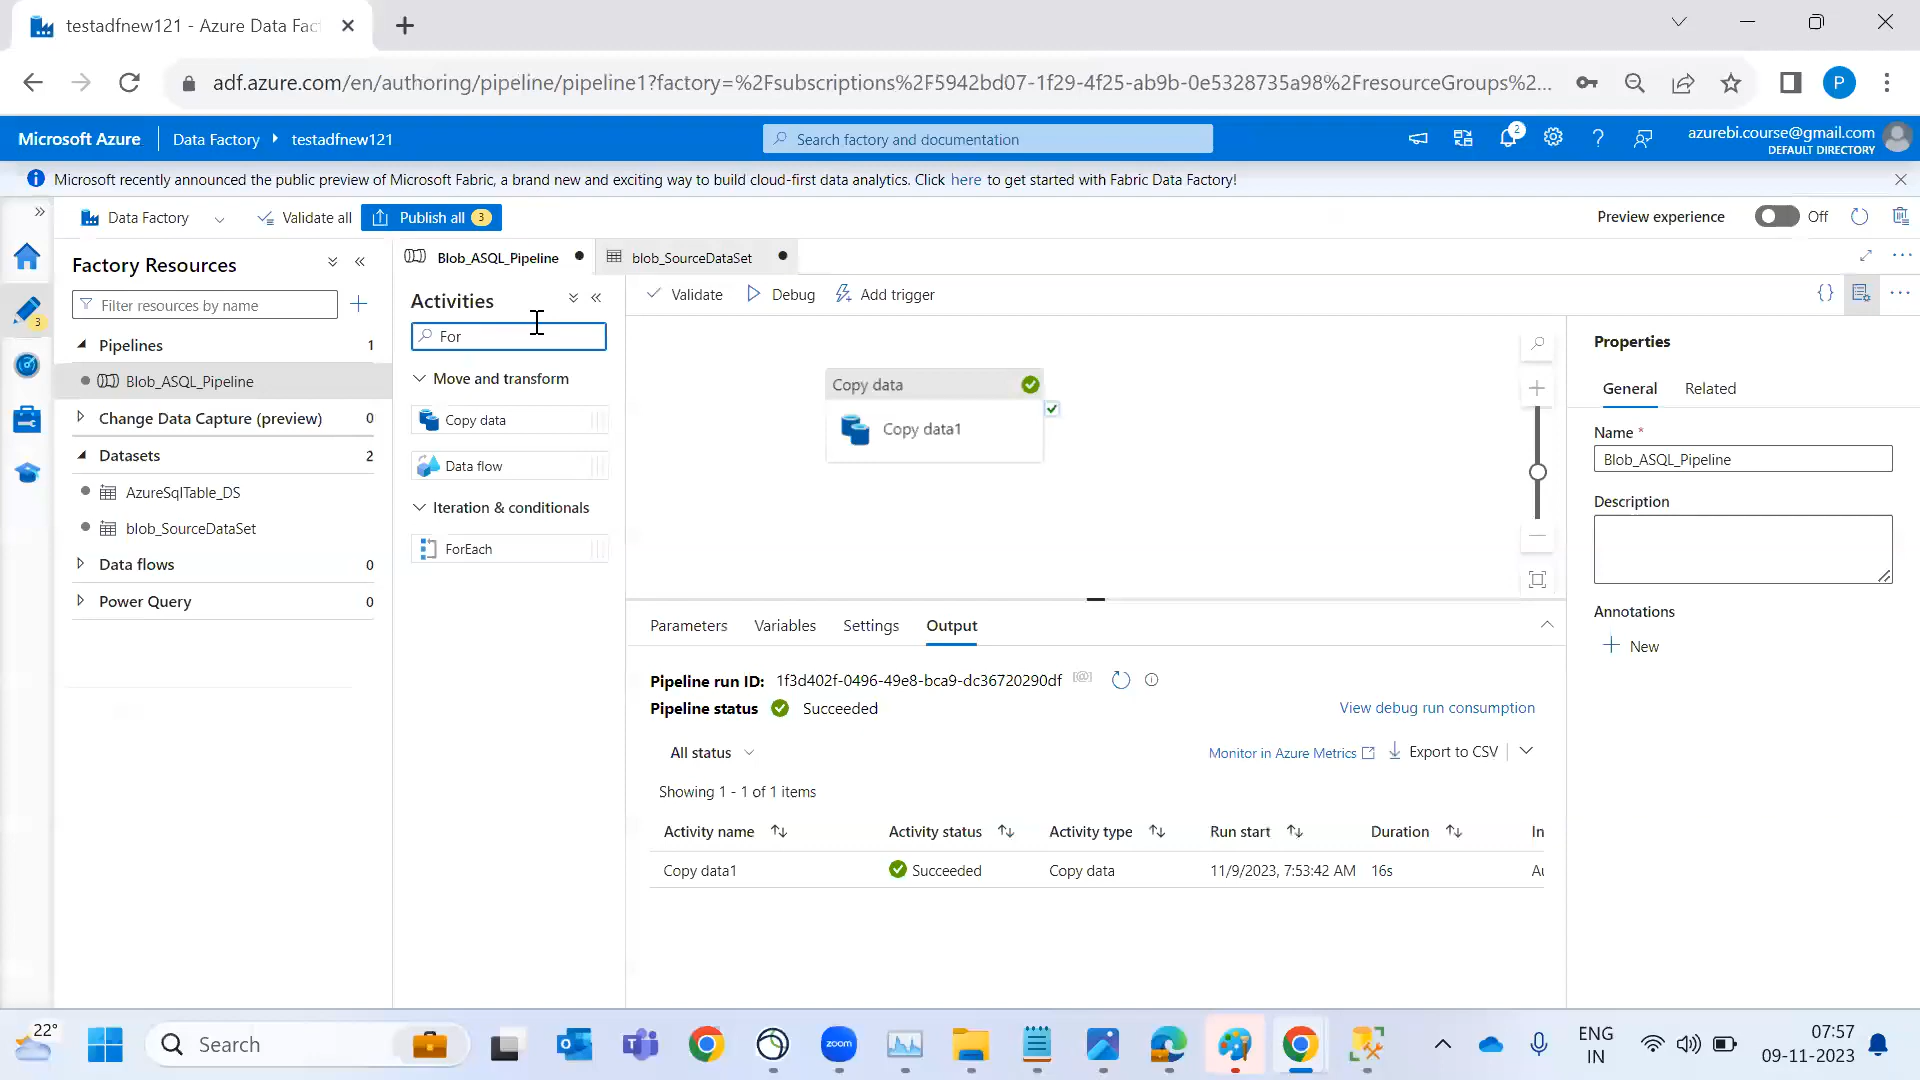 testadfnew121 - Azure Data Fac
adf.azure.com/en/authoring/pipeline/pipeline1?factory=%2Fsubscriptions%2F5942bd07-1f29-4f25-ab9b-0e5328735a98%2FresourceGroups%2...
P
Microsoft Azure
Data Factory
testadfnew121
Search factory and documentation
2
azurebi.course@gmail.com
DEFAULT DIRECTORY
Microsoft recently announced the public preview of Microsoft Fabric, a brand new and exciting way to build cloud-first data analytics. Click here to get started with Fabric Data Factory!
Data Factory
Validate all
Publish all 3
Preview experience
Off
3
Factory Resources
Filter resources by name
Pipelines 1
Blob_ASQL_Pipeline
Change Data Capture (preview) 0
Datasets 2
AzureSqlTable_DS
blob_SourceDataSet
Data flows 0
Power Query 0
Blob_ASQL_Pipeline
blob_SourceDataSet
Activities
For
Move and transform
Copy data
Data flow
Iteration & conditionals
ForEach
Validate
Debug
Add trigger
Copy data
Copy data1
Parameters
Variables
Settings
Output
Pipeline run ID: 1f3d402f-0496-49e8-bca9-dc36720290df
Pipeline status Succeeded
View debug run consumption
All status
Monitor in Azure Metrics
Export to CSV
Showing 1 - 1 of 1 items
Activity name
Activity status
Activity type
Run start
Duration
In
Copy data1
Succeeded
Copy data
11/9/2023, 7:53:42 AM
16s
Au
Properties
General
Related
Name *
Blob_ASQL_Pipeline
Description
Annotations
New
22°
Search
zoom
ENG
IN
07:57
09-11-2023